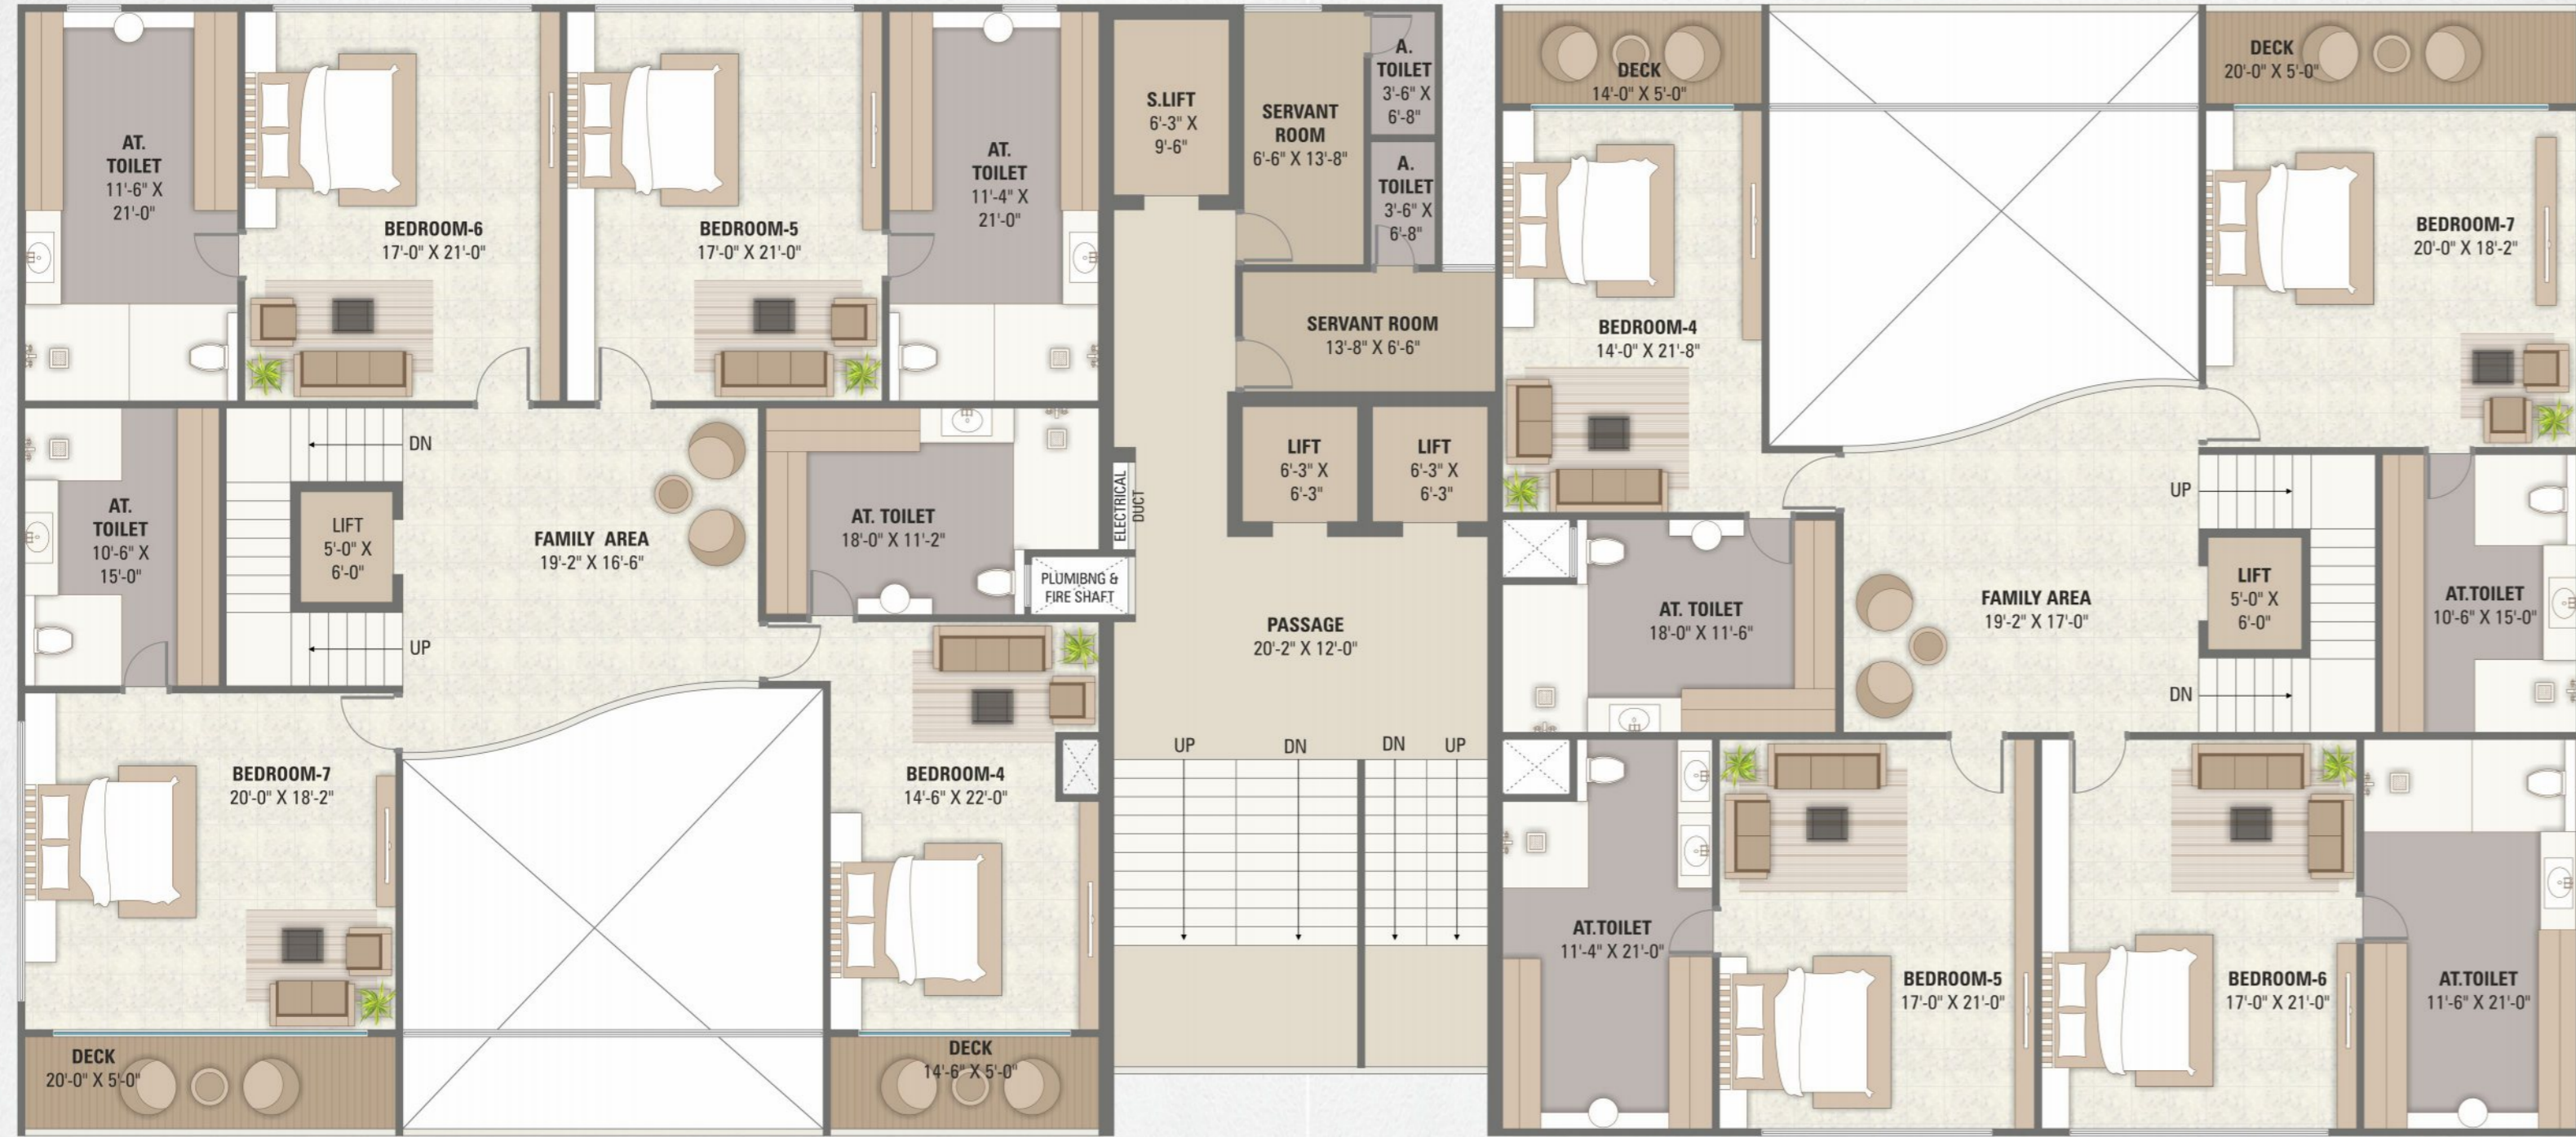 AT.
TOILET
11'-6" X
21'-0"
BEDROOM-6
17'-0" X 21'-0"
BEDROOM-5
17'-0" X 21'-0"
AT.
TOILET
11'-4" X
21'-0"
S.LIFT
6'-3" X
9'-6"
SERVANT
ROOM
6'-6" X 13'-8"
A.
TOILET
3'-6" X
6'-8"
A.
TOILET
3'-6" X
6'-8"
SERVANT ROOM
13'-8" X 6'-6"
LIFT
6'-3" X
6'-3"
LIFT
6'-3" X
6'-3"
AT.
TOILET
10'-6" X
15'-0"
DN
LIFT
5'-0" X
6'-0"
UP
FAMILY AREA
19'-2" X 16'-6"
AT. TOILET
18'-0" X 11'-2"
ELECTRICAL
DUCT
PLUMIBNG &
FIRE SHAFT
PASSAGE
20'-2" X 12'-0"
UP
DN
DN
UP
BEDROOM-7
20'-0" X 18'-2"
BEDROOM-4
14'-6" X 22'-0"
DECK
20'-0" X 5'-0"
DECK
14'-6" X 5'-0"
DECK
14'-0" X 5'-0"
DECK
20'-0" X 5'-0"
BEDROOM-4
14'-0" X 21'-8"
BEDROOM-7
20'-0" X 18'-2"
AT. TOILET
18'-0" X 11'-6"
FAMILY AREA
19'-2" X 17'-0"
UP
LIFT
5'-0" X
6'-0"
DN
AT.TOILET
10'-6" X 15'-0"
AT.TOILET
11'-4" X 21'-0"
BEDROOM-5
17'-0" X 21'-0"
BEDROOM-6
17'-0" X 21'-0"
AT.TOILET
11'-6" X 21'-0"